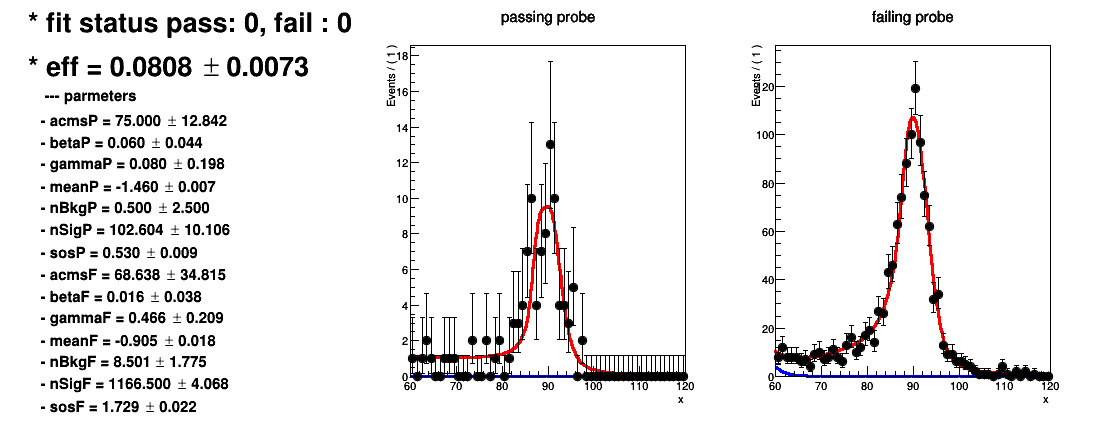 * fit status pass: 0, fail : 0
* eff = 0.0808 ± 0.0073
--- parmeters
- acmsP = 75.000 ± 12.842
- betaP = 0.060 ± 0.044
- gammaP = 0.080 ± 0.198
- meanP = -1.460 ± 0.007
- nBkgP = 0.500 ± 2.500
- nSigP = 102.604 ± 10.106
- sosP = 0.530 ± 0.009
- acmsF = 68.638 ± 34.815
- betaF = 0.016 ± 0.038
- gammaF = 0.466 ± 0.209
- meanF = -0.905 ± 0.018
- nBkgF = 8.501 ± 1.775
- nSigF = 1166.500 ± 4.068
- sosF = 1.729 ± 0.022
passing probe
Events / ( 1 )
18
16
14
12
10
8
6
4
2
0
60 70 80 90 100 110 120
x
failing probe
Events / ( 1 )
120
100
80
60
40
20
0
60 70 80 90 100 110 120
x